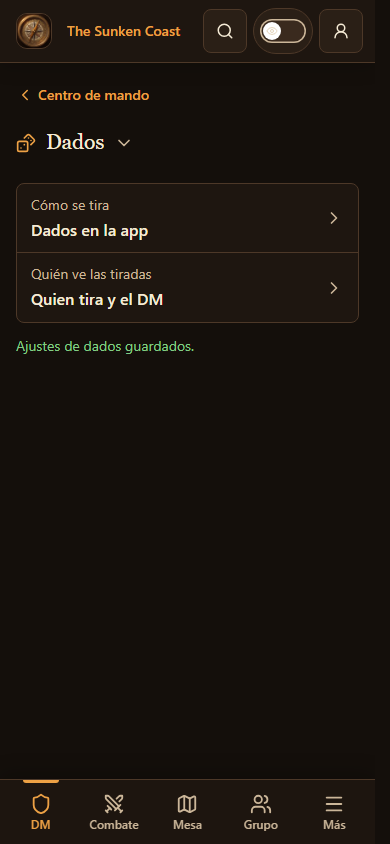 The Sunken Coast
Centro de mando
Dados
Cómo se tira
Dados en la app
Quién ve las tiradas
Quien tira y el DM
Ajustes de dados guardados.
DM
Combate
Mesa
Grupo
Más